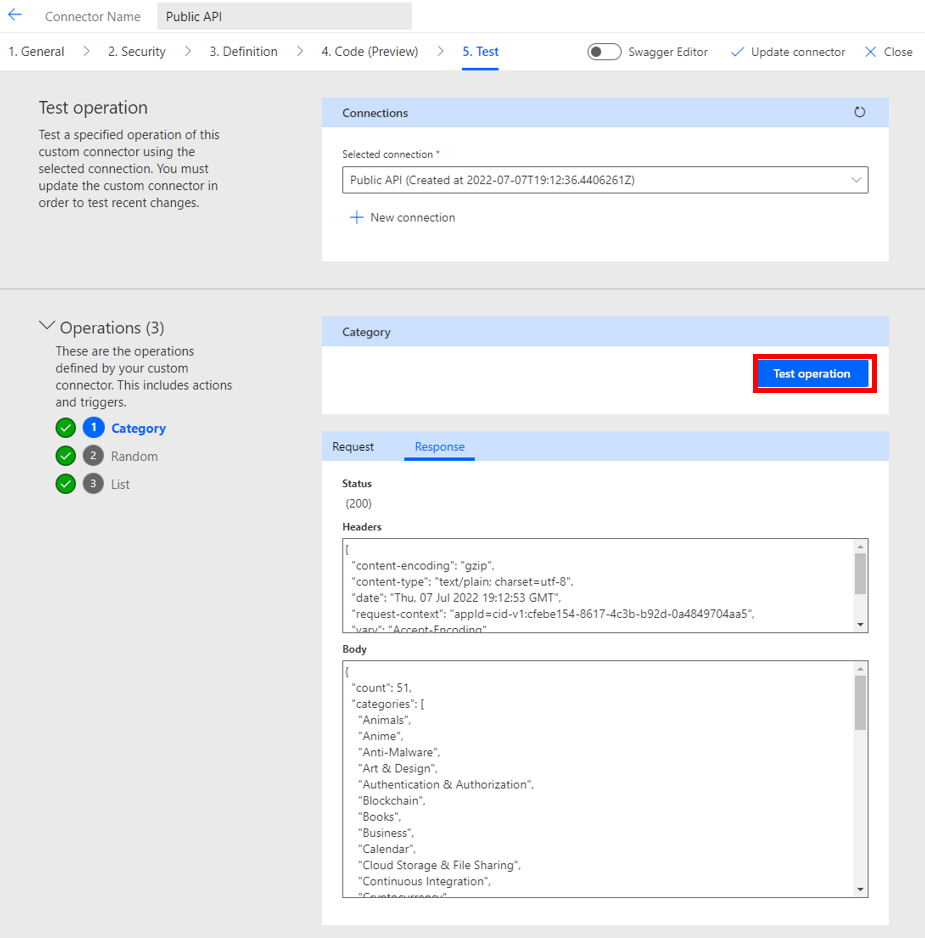 Connector Name
Public API
1. General
2. Security
3. Definition
4. Code (Preview)
5. Test
Swagger Editor
Update connector
Close
Test operation
Test a specified operation of this
custom connector using the
selected connection. You must
update the custom connector in
order to test recent changes.
Connections
Selected connection *
Public API (Created at 2022-07-07T19:12:36.4406261Z)
New connection
Operations (3)
These are the operations
defined by your custom
connector. This includes actions
and triggers.
1 Category
2 Random
3 List
Category
Test operation
Request
Response
Status
(200)
Headers
{
"content-encoding": "gzip",
"content-type": "text/plain; charset=utf-8",
"date": "Thu, 07 Jul 2022 19:12:53 GMT",
"request-context": "appId=cid-v1:cfebe154-8617-4c3b-b92d-0a4849704aa5",
"vary": "Accept-Encoding"
Body
{
"count": 51,
"categories": [
"Animals",
"Anime",
"Anti-Malware",
"Art & Design",
"Authentication & Authorization",
"Blockchain",
"Books",
"Business",
"Calendar",
"Cloud Storage & File Sharing",
"Continuous Integration",
"Cryptocurrency"